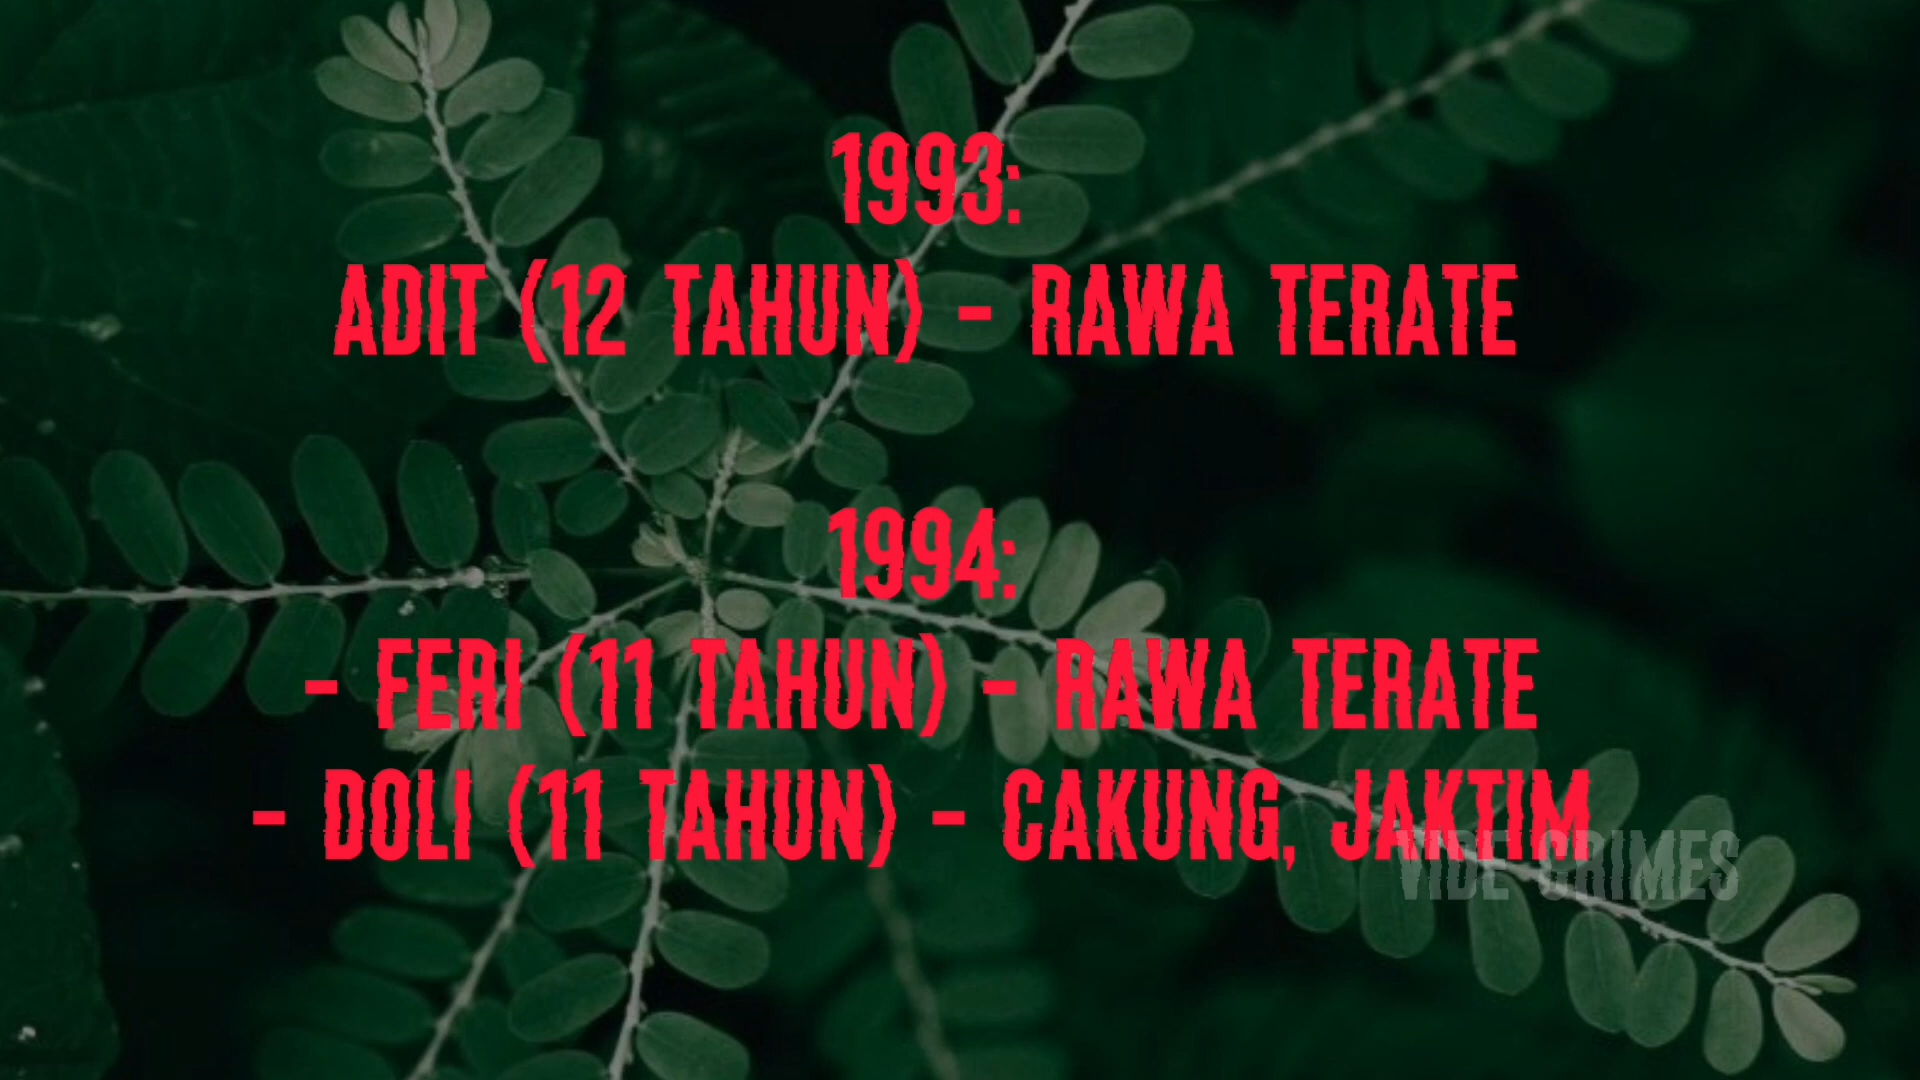 1993:
ADIT (12 TAHUN) - RAWA TERATE
1994:
- FERI (11 TAHUN) - RAWA TERATE
- DOLI (11 TAHUN) - CAKUNG, JAKTIM
VIDE CRIMES